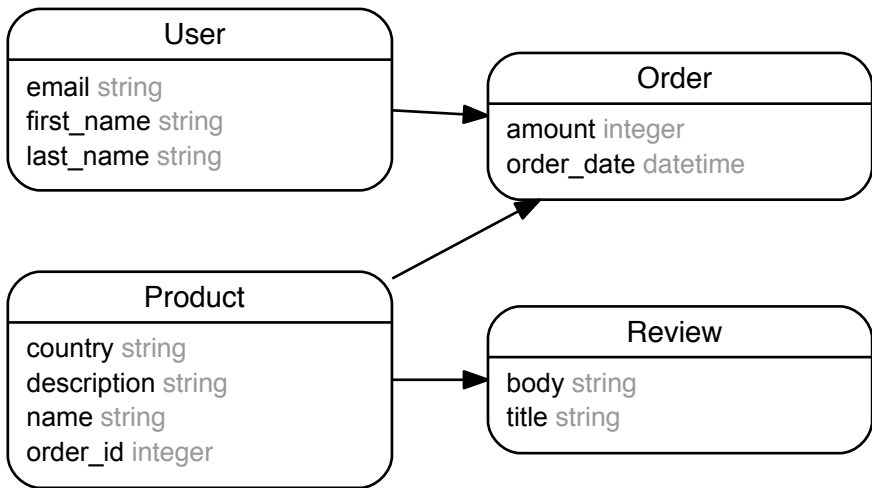 User
email string
first_name string
last_name string
Order
amount integer
order_date datetime
Product
country string
description string
name string
order_id integer
Review
body string
title string